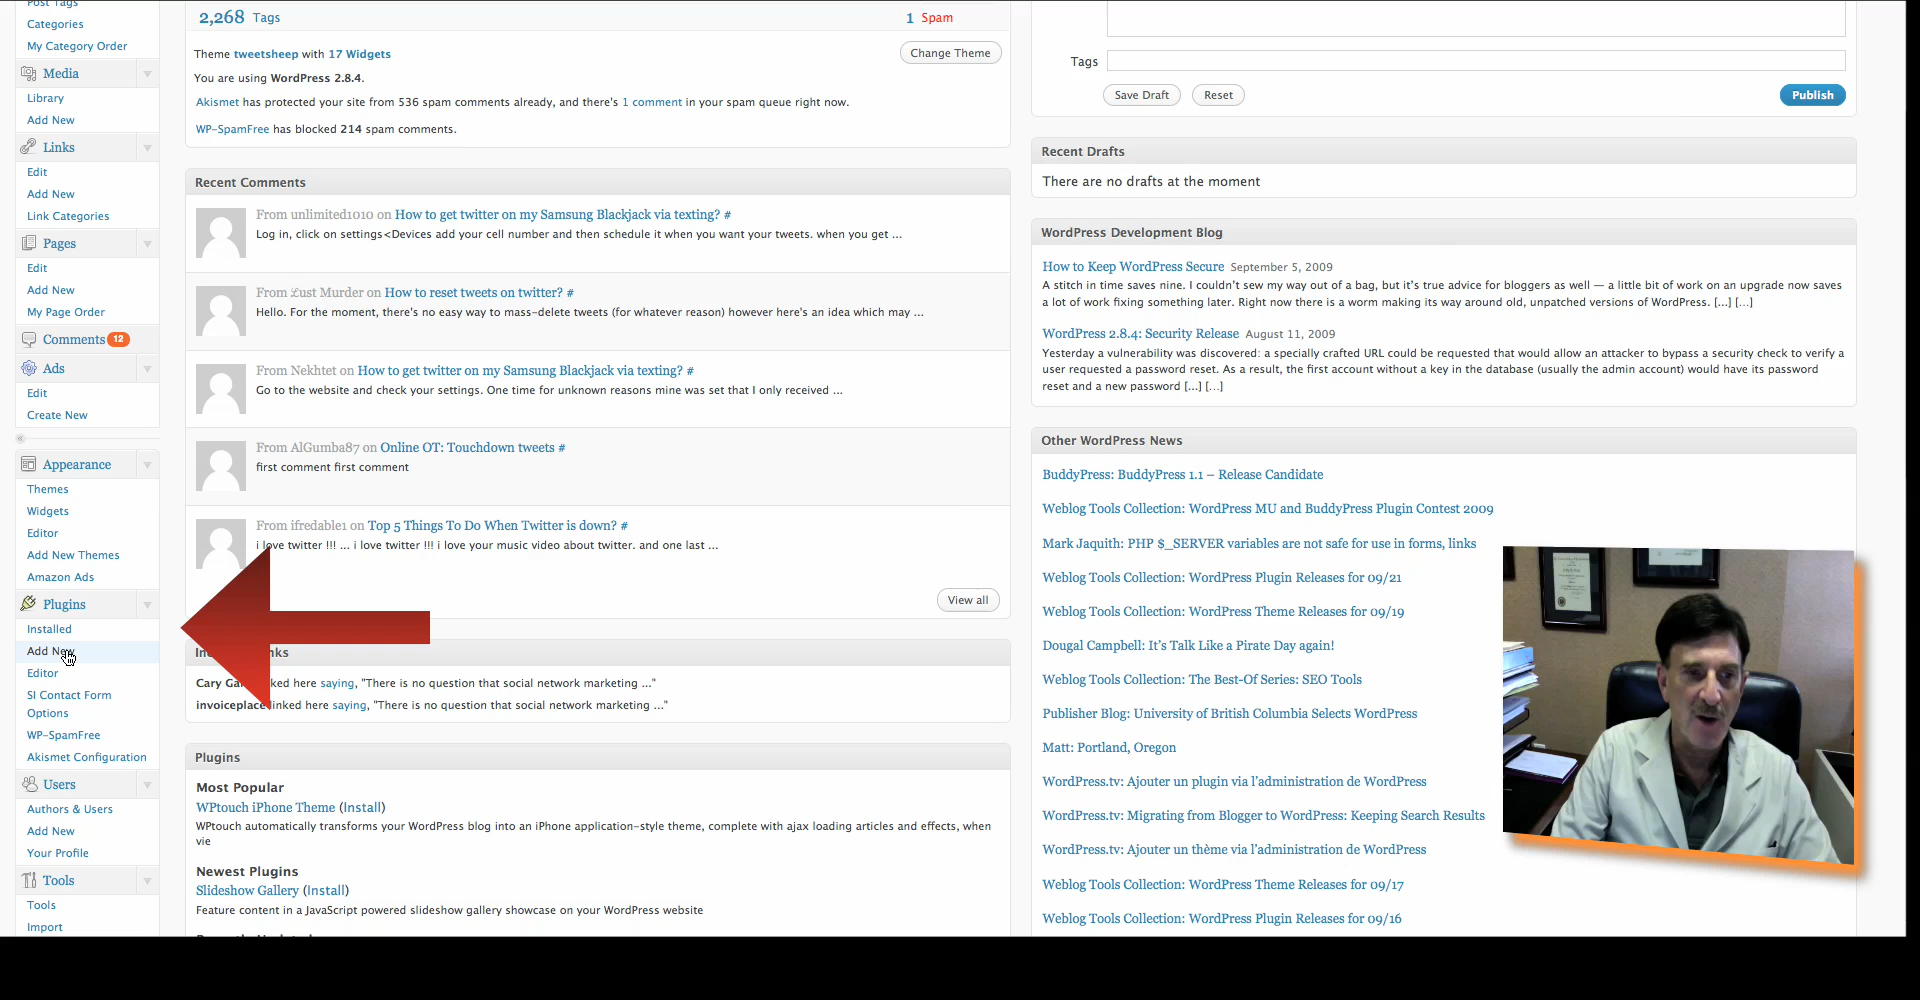 Post Tags
Categories
My Category Order
Media
Library
Add New
Links
Edit
Add New
Link Categories
Pages
Edit
Add New
My Page Order
Comments 12
Ads
Edit
Create New
Appearance
Themes
Widgets
Editor
Add New Themes
Amazon Ads
Plugins
Installed
Add New
Editor
SI Contact Form
Options
WP-SpamFree
Akismet Configuration
Users
Authors & Users
Add New
Your Profile
Tools
Tools
Import
2,268 Tags
1 Spam
Theme tweetsheep with 17 Widgets
Change Theme
You are using WordPress 2.8.4.
Akismet has protected your site from 536 spam comments already, and there's 1 comment in your spam queue right now.
WP-SpamFree has blocked 214 spam comments.
Recent Comments
From unlimited1010 on How to get twitter on my Samsung Blackjack via texting? #
Log in, click on settings<Devices add your cell number and then schedule it when you want your tweets. when you get ...
From £ust Murder on How to reset tweets on twitter? #
Hello. For the moment, there's no easy way to mass-delete tweets (for whatever reason) however here's an idea which may ...
From Nekhtet on How to get twitter on my Samsung Blackjack via texting? #
Go to the website and check your settings. One time for unknown reasons mine was set that I only received ...
From AlGumba87 on Online OT: Touchdown tweets #
first comment first comment
From ifredable1 on Top 5 Things To Do When Twitter is down? #
i love twitter !!! ... i love twitter !!! i love your music video about twitter. and one last ...
View all
Cary linked here saying, "There is no question that social network marketing ..."
invoiceplace linked here saying, "There is no question that social network marketing ..."
Plugins
Most Popular
WPtouch iPhone Theme (Install)
WPtouch automatically transforms your WordPress blog into an iPhone application-style theme, complete with ajax loading articles and effects, when
vie
Newest Plugins
Slideshow Gallery (Install)
Feature content in a JavaScript powered slideshow gallery showcase on your WordPress website
Tags
Save Draft
Reset
Publish
Recent Drafts
There are no drafts at the moment
WordPress Development Blog
How to Keep WordPress Secure September 5, 2009
A stitch in time saves nine. I couldn't sew my way out of a bag, but it's true advice for bloggers as well — a little bit of work on an upgrade now saves
a lot of work fixing something later. Right now there is a worm making its way around old, unpatched versions of WordPress. [...] [...]
WordPress 2.8.4: Security Release August 11, 2009
Yesterday a vulnerability was discovered: a specially crafted URL could be requested that would allow an attacker to bypass a security check to verify a
user requested a password reset. As a result, the first account without a key in the database (usually the admin account) would have its password
reset and a new password [...] [...]
Other WordPress News
BuddyPress: BuddyPress 1.1 – Release Candidate
Weblog Tools Collection: WordPress MU and BuddyPress Plugin Contest 2009
Mark Jaquith: PHP $_SERVER variables are not safe for use in forms, links
Weblog Tools Collection: WordPress Plugin Releases for 09/21
Weblog Tools Collection: WordPress Theme Releases for 09/19
Dougal Campbell: It's Talk Like a Pirate Day again!
Weblog Tools Collection: The Best-Of Series: SEO Tools
Publisher Blog: University of British Columbia Selects WordPress
Matt: Portland, Oregon
WordPress.tv: Ajouter un plugin via l'administration de WordPress
WordPress.tv: Migrating from Blogger to WordPress: Keeping Search Results
WordPress.tv: Ajouter un thème via l'administration de WordPress
Weblog Tools Collection: WordPress Theme Releases for 09/17
Weblog Tools Collection: WordPress Plugin Releases for 09/16